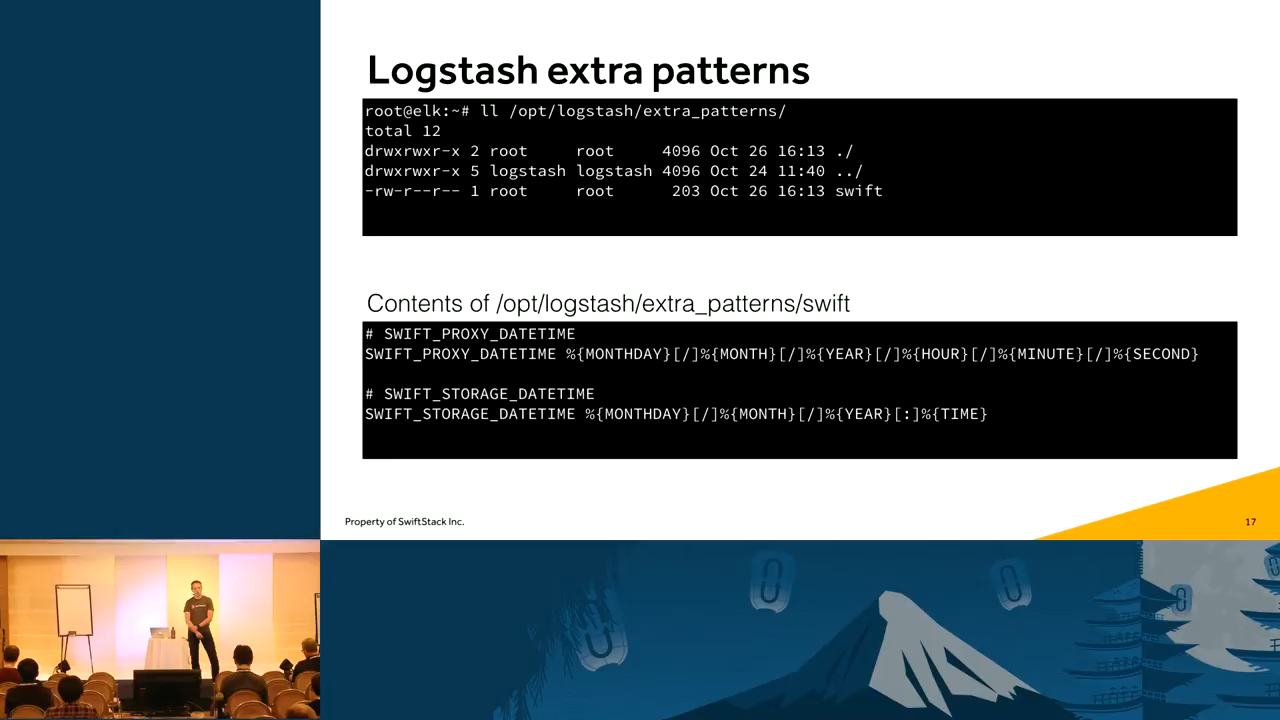 Logstash extra patterns
root@elk:~# ll /opt/logstash/extra_patterns/
total 12
drwxrwxr-x 2 root     root     4096 Oct 26 16:13 ./
drwxrwxr-x 5 logstash logstash 4096 Oct 24 11:40 ../
-rw-r--r-- 1 root     root      203 Oct 26 16:13 swift
Contents of /opt/logstash/extra_patterns/swift
# SWIFT_PROXY_DATETIME
SWIFT_PROXY_DATETIME %{MONTHDAY}[/]%{MONTH}[/]%{YEAR}[/]%{HOUR}[/]%{MINUTE}[/]%{SECOND}
# SWIFT_STORAGE_DATETIME
SWIFT_STORAGE_DATETIME %{MONTHDAY}[/]%{MONTH}[/]%{YEAR}[:]%{TIME}
Property of SwiftStack Inc.
17